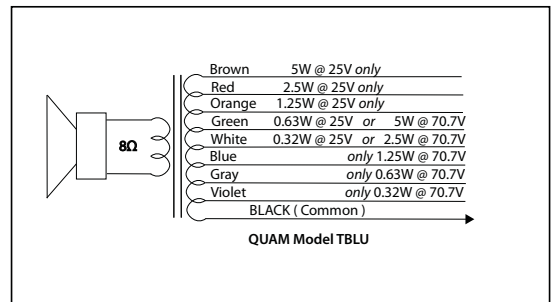 Brown 5W @ 25V only
Red 2.5W @ 25V only
Orange 1.25W @ 25V only
Green 0.63W @ 25V or 5W @ 70.7V
White 0.32W @ 25V or 2.5W @ 70.7V
Blue only 1.25W @ 70.7V
Gray only 0.63W @ 70.7V
Violet only 0.32W @ 70.7V
BLACK ( Common )
8Ω
QUAM Model TBLU